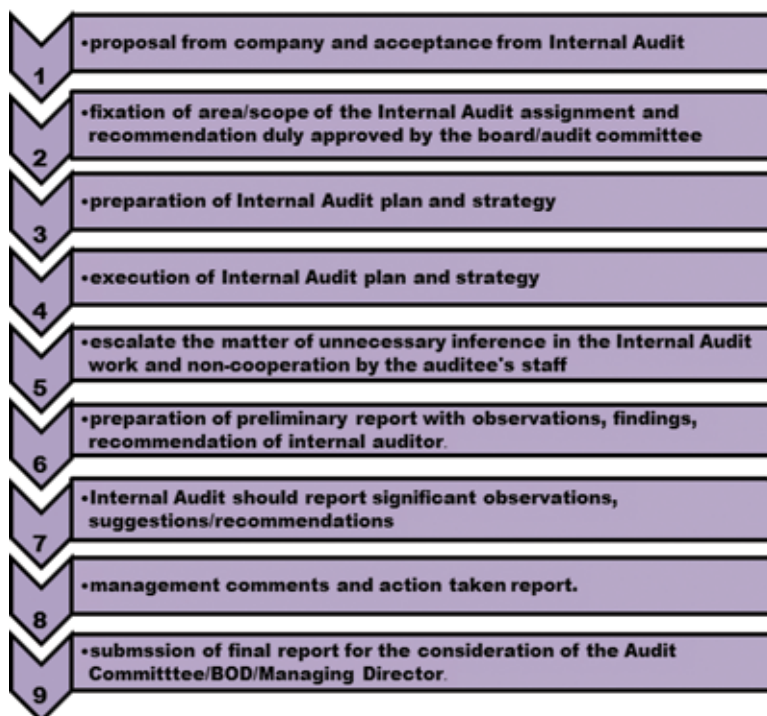 1
•proposal from company and acceptance from Internal Audit
2
•fixation of area/scope of the Internal Audit assignment and
recommendation duly approved by the board/audit committee
3
•preparation of Internal Audit plan and strategy
4
•execution of Internal Audit plan and strategy
5
•escalate the matter of unnecessary inference in the Internal Audit
work and non-cooperation by the auditee's staff
6
•preparation of preliminary report with observations, findings,
recommendation of internal auditor.
7
•Internal Audit should report significant observations,
suggestions/recommendations
8
•management comments and action taken report.
9
•submssion of final report for the consideration of the Audit
Committtee/BOD/Managing Director.